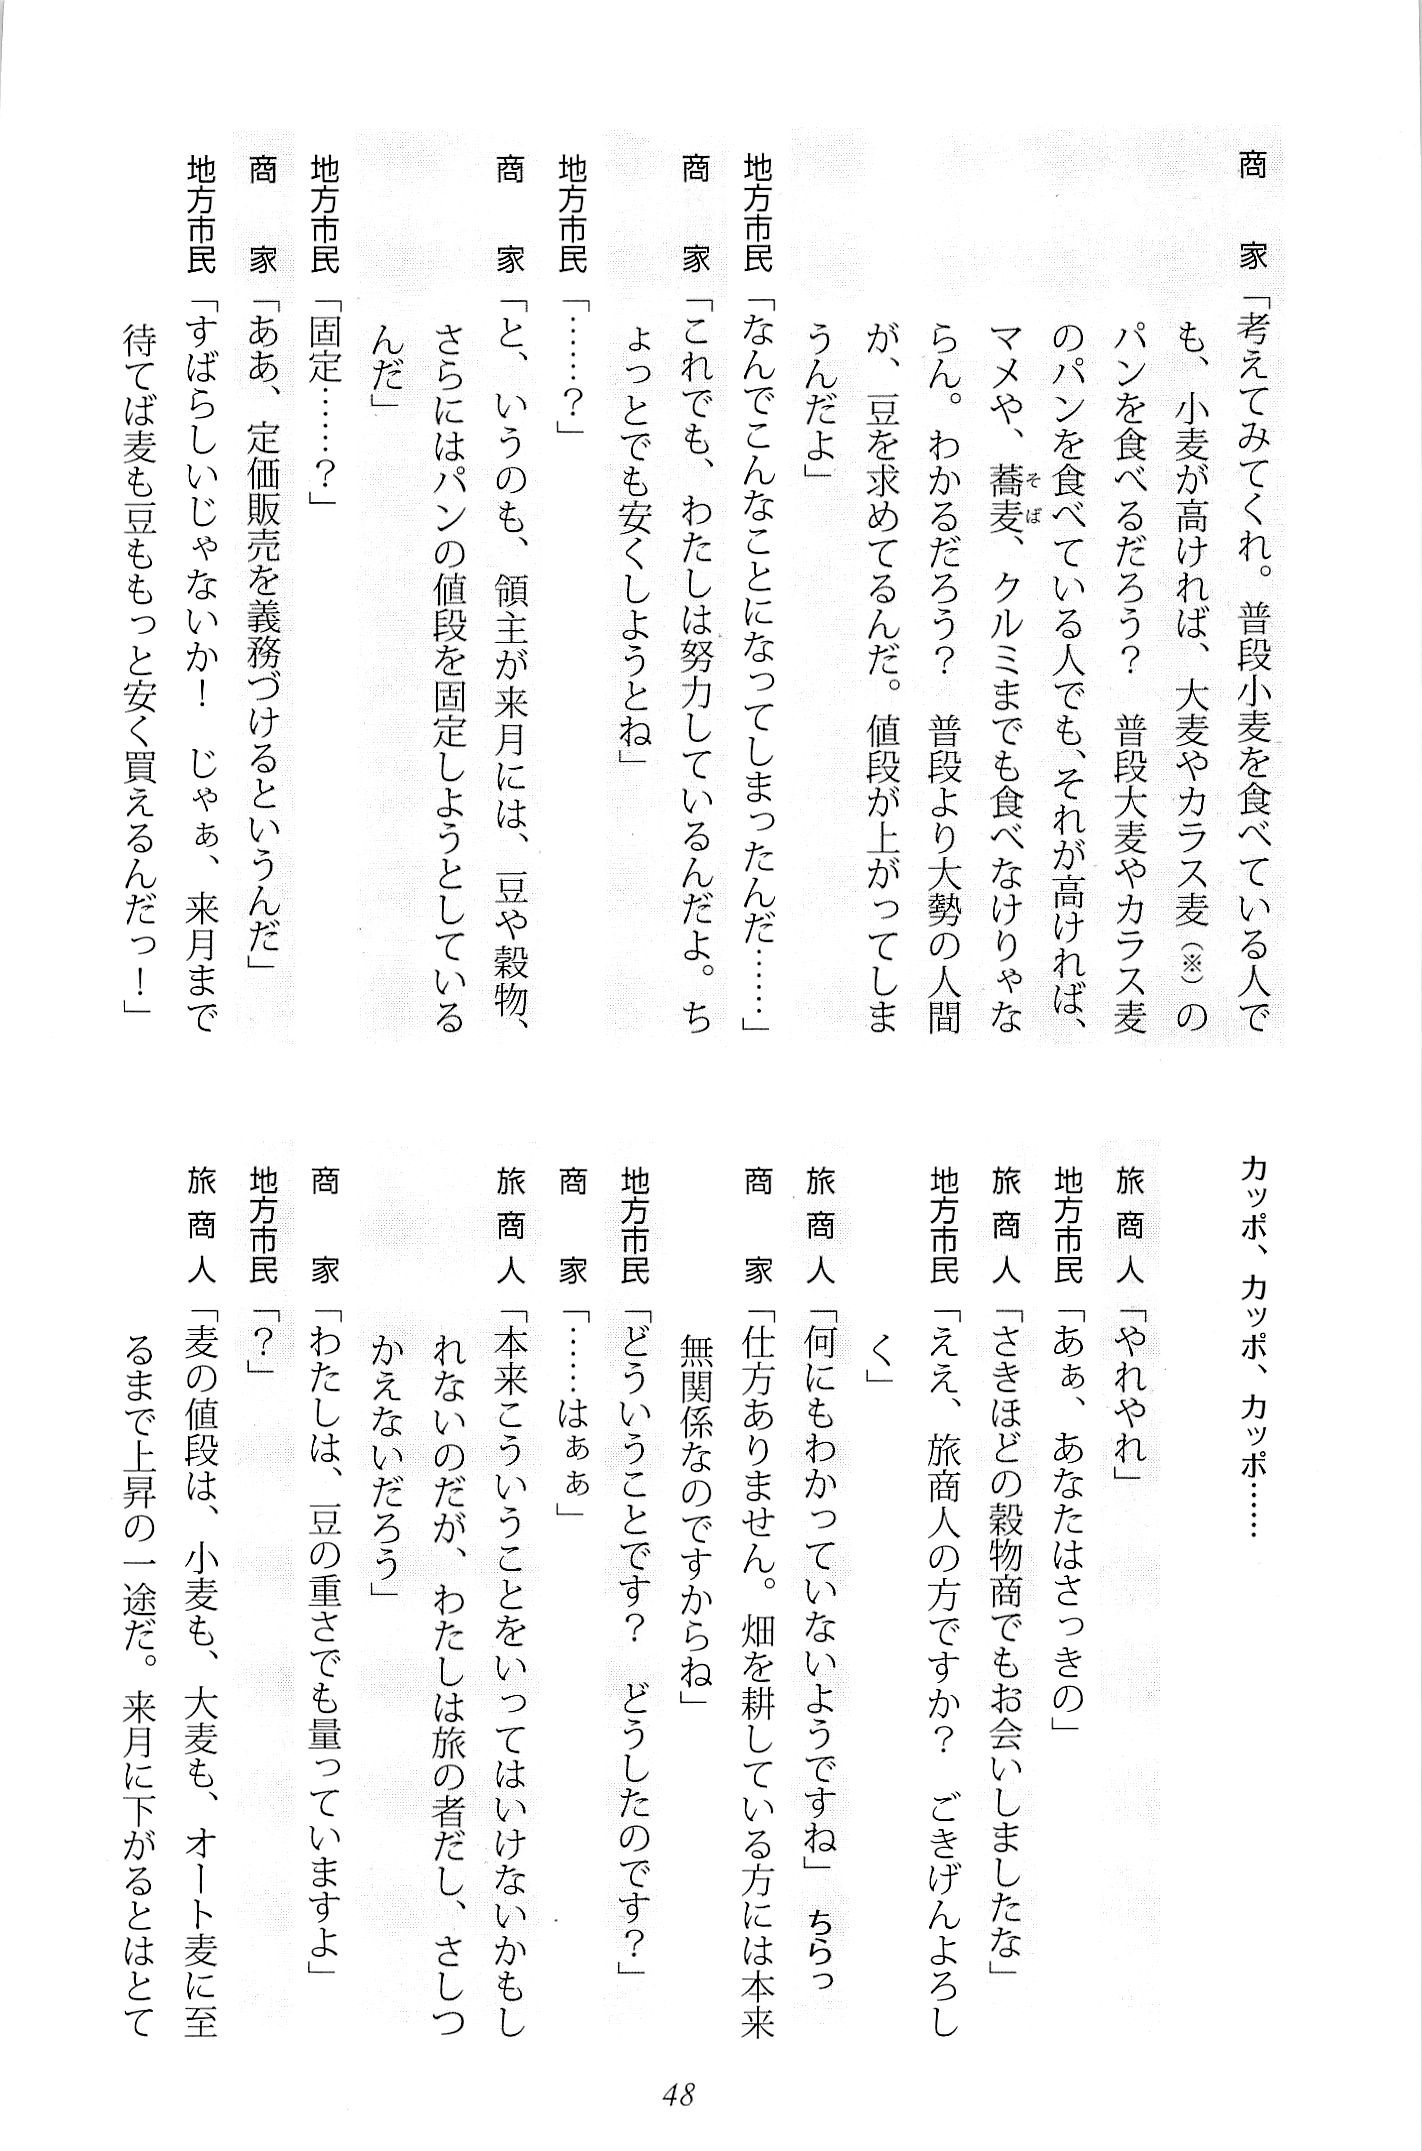 商　家「考えてみてくれ。普段小麦を食べている人で
も、小麦が高ければ、大麦やカラス麦（※）の
パンを食べるだろう？　普段大麦やカラス麦
のパンを食べている人でも、それが高ければ、
マメや、蕎麦、クルミまでも食べなけりゃな
らん。わかるだろう？　普段より大勢の人間
が、豆を求めてるんだ。値段が上がってしま
うんだよ」
地方市民「なんでこんなことになってしまったんだ……」
商　家「これでも、わたしは努力しているんだよ。ち
ょっとでも安くしようとね」
地方市民「……？」
商　家「と、いうのも、領主が来月には、豆や穀物、
さらにはパンの値段を固定しようとしている
んだ」
地方市民「固定……？」
商　家「ああ、定価販売を義務づけるというんだ」
地方市民「すばらしいじゃないか！　じゃぁ、来月まで
待てば麦も豆ももっと安く買えるんだっ！」
カッポ、カッポ、カッポ……
旅商人「やれやれ」
地方市民「あぁ、あなたはさっきの」
旅商人「さきほどの穀物商でもお会いしましたな」
地方市民「ええ、旅商人の方ですか？　ごきげんよろし
く」
旅商人「何にもわかっていないようですね」　ちらっ
商　家「仕方ありません。畑を耕している方には本来
無関係なのですからね」
地方市民「どういうことです？　どうしたのです？」
商　家「……はぁぁ」
旅商人「本来こういうことをいってはいけないかもし
れないのだが、わたしは旅の者だし、さしつ
かえないだろう」
商　家「わたしは、豆の重さでも量っていますよ」
地方市民「？」
旅商人「麦の値段は、小麦も、大麦も、オート麦に至
るまで上昇の一途だ。来月に下がるとはとて
48